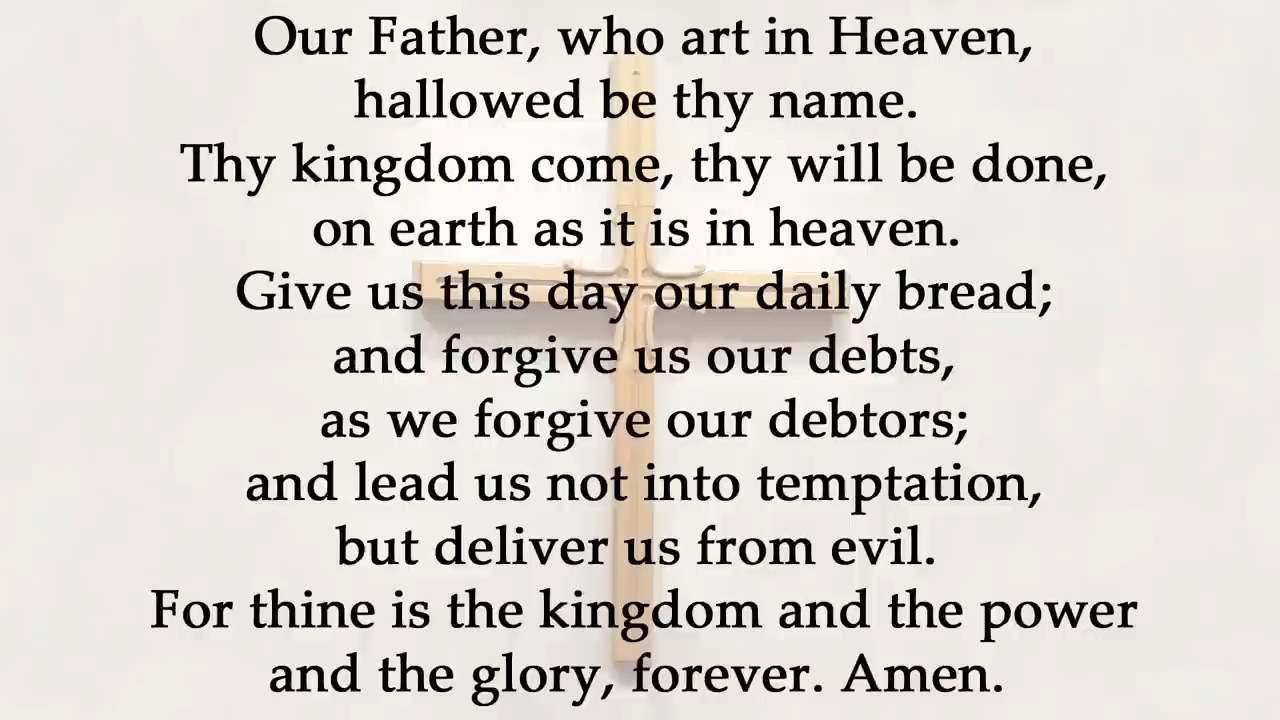 Our Father, who art in Heaven,
hallowed be thy name.
Thy kingdom come, thy will be done,
on earth as it is in heaven.
Give us this day our daily bread;
and forgive us our debts,
as we forgive our debtors;
and lead us not into temptation,
but deliver us from evil.
For thine is the kingdom and the power
and the glory, forever. Amen.